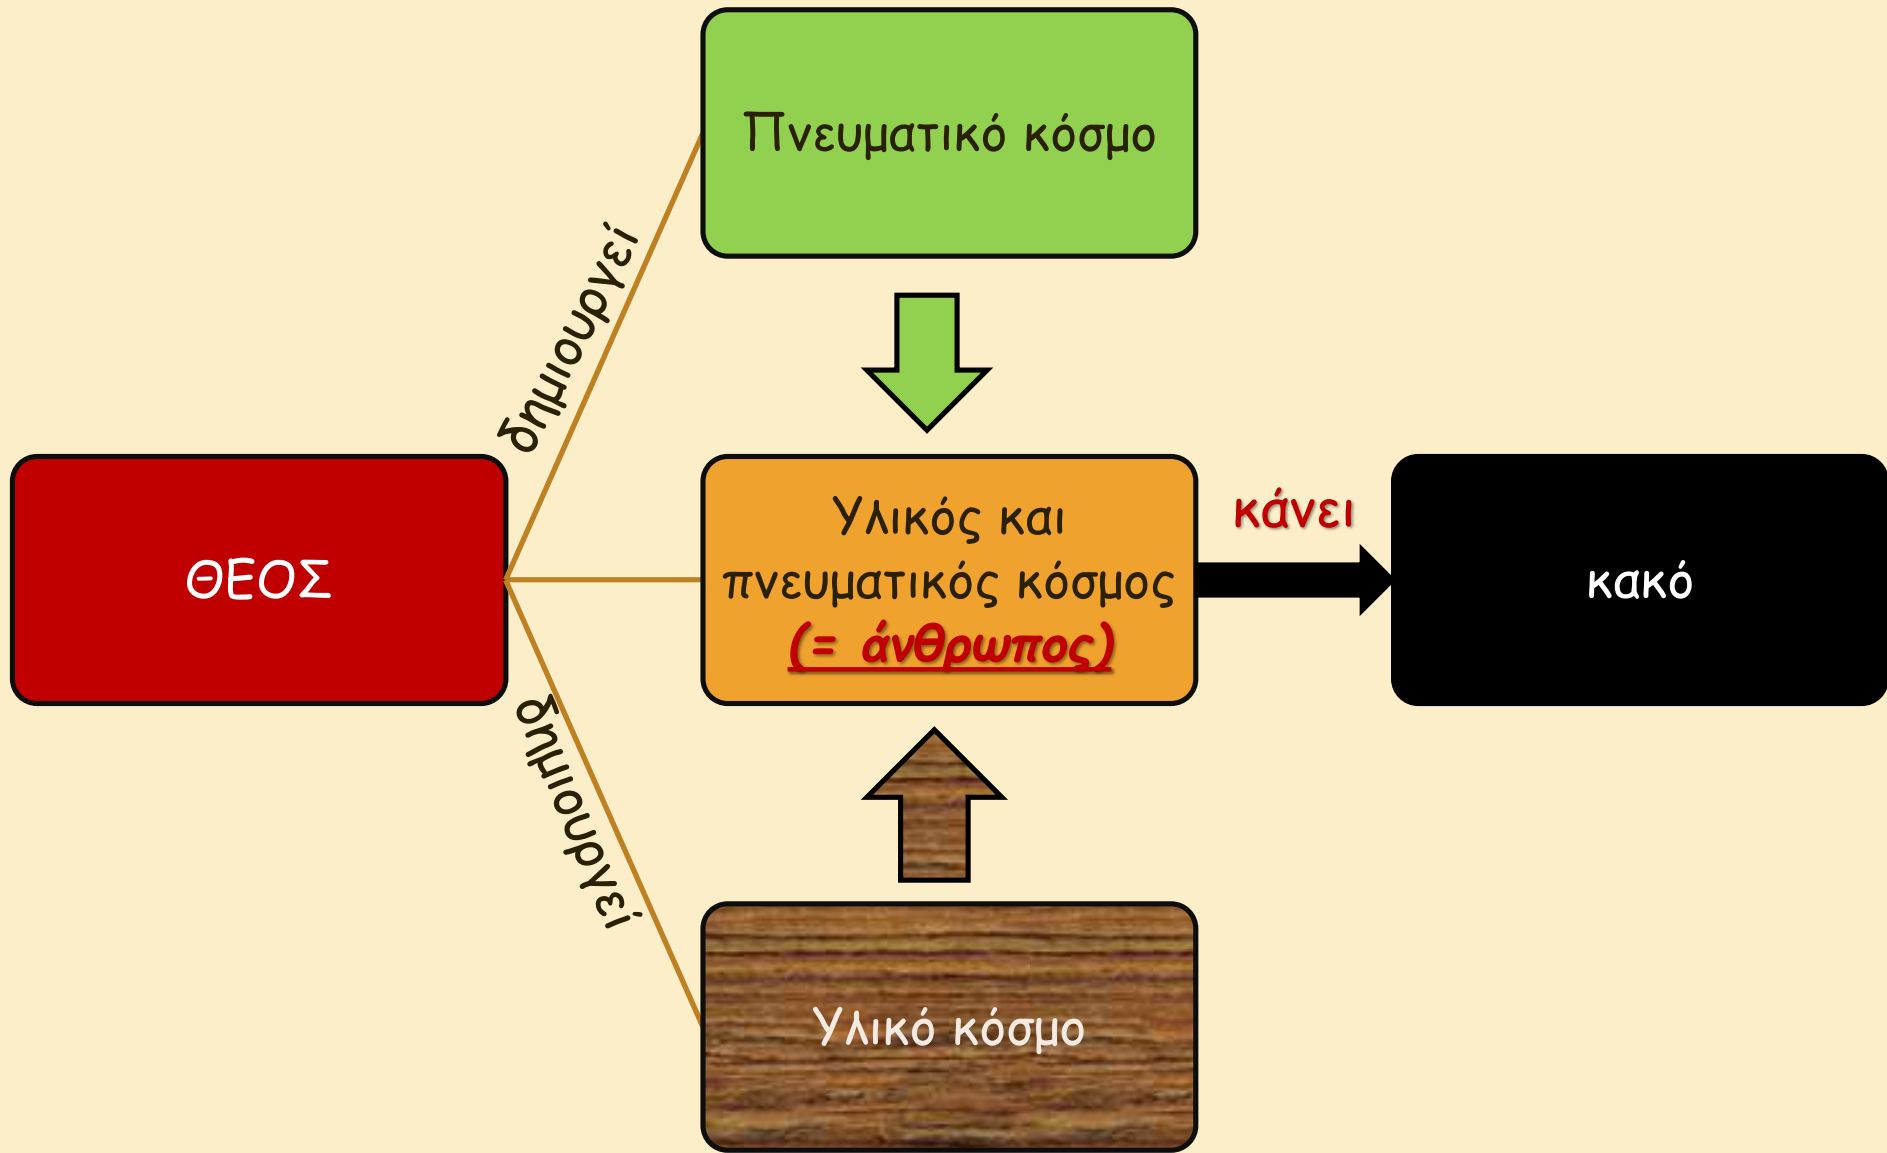 Πνευματικό κόσμο
δημιουργεί
ΘΕΟΣ
Υλικός και
πνευματικός κόσμος
(= άνθρωπος)
κάνει
κακό
δημιουργεί
Υλικό κόσμο